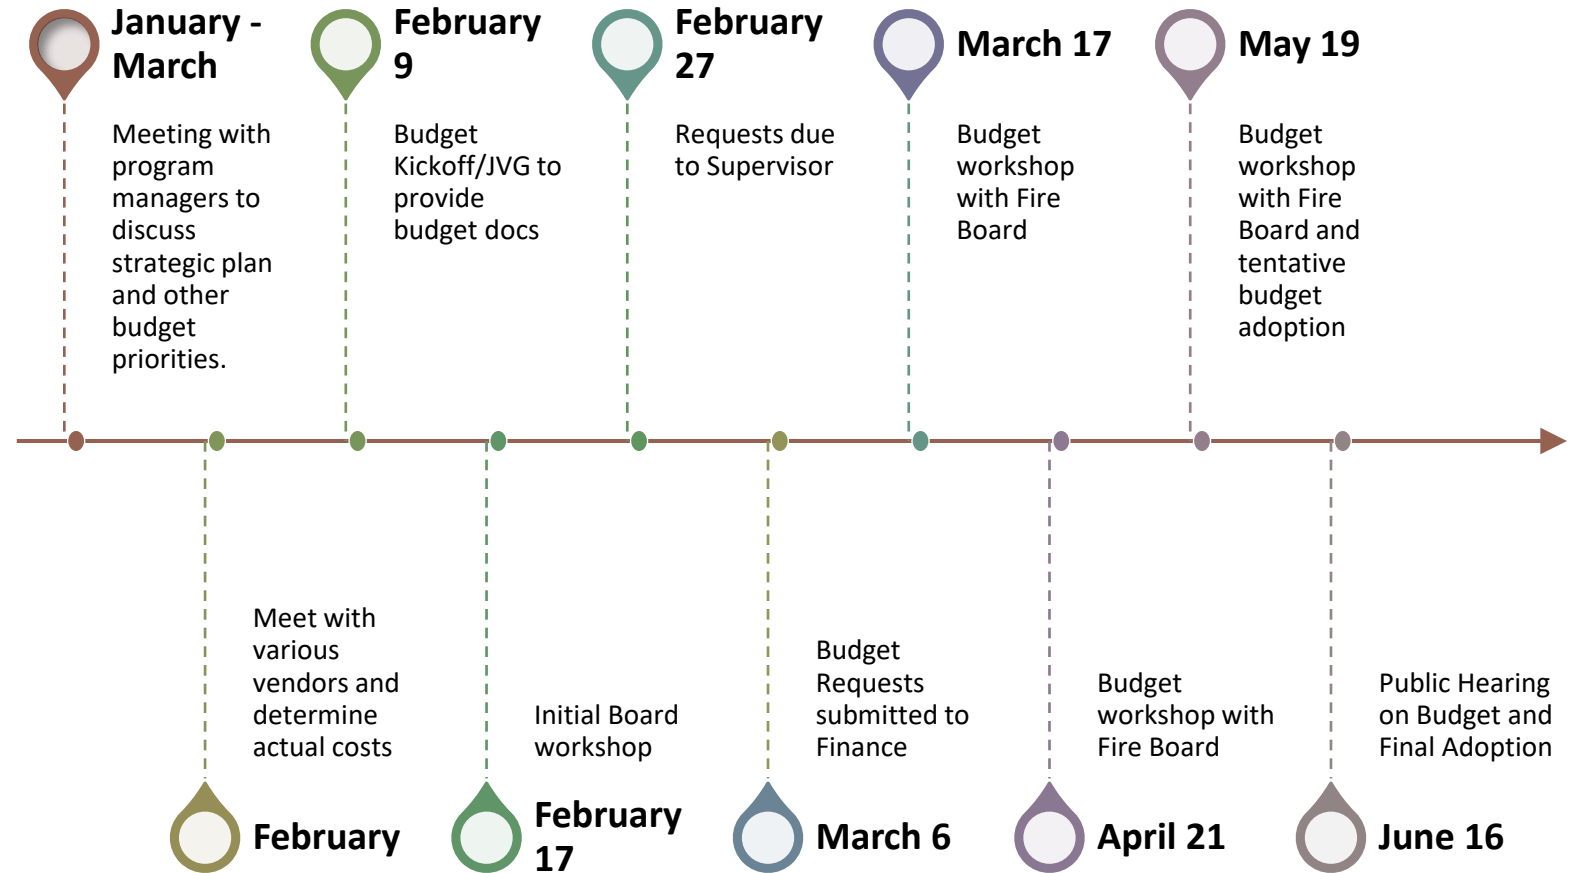 January -
March
Meeting with
program
managers to
discuss
strategic plan
and other
budget
priorities.
February
9
Budget
Kickoff/JVG to
provide
budget docs
February
27
Requests due
to Supervisor
March 17
Budget
workshop
with Fire
Board
May 19
Budget
workshop
with Fire
Board and
tentative
budget
adoption
Meet with
various
vendors and
determine
actual costs
February
Initial Board
workshop
February
17
Budget
Requests
submitted to
Finance
March 6
Budget
workshop with
Fire Board
April 21
Public Hearing
on Budget and
Final Adoption
June 16